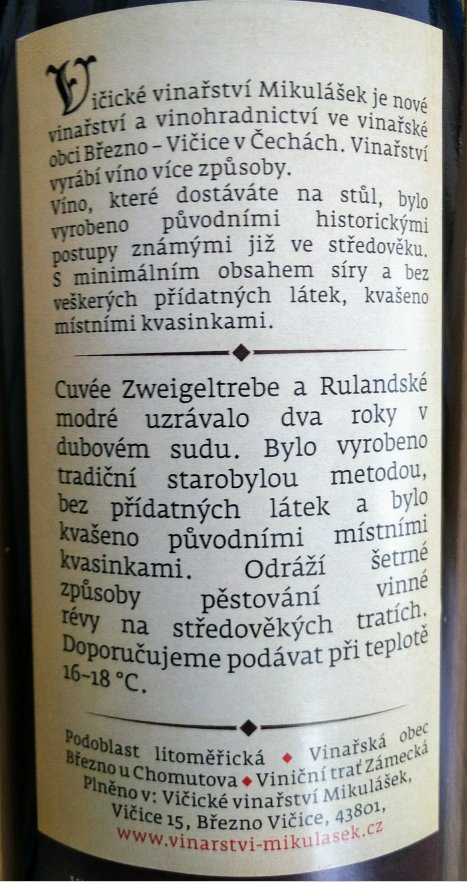 Vičické vinařství Mikulášek je nové
vinařství a vinohradnictví ve vinařské
obci Březno – Vičice v Čechách. Vinařství
vyrábí víno více způsoby.
Víno, které dostáváte na stůl, bylo
vyrobeno původními historickými
postupy známými již ve středověku.
S minimálním obsahem síry a bez
veškerých přídatných látek, kvašeno
místními kvasinkami.
Cuvée Zweigeltrebe a Rulandské
modré uzrávalo dva roky v
dubovém sudu. Bylo vyrobeno
tradiční starobylou metodou,
bez přídatných látek a bylo
kvašeno původními místními
kvasinkami. Odráží šetrné
způsoby pěstování vinné
révy na středověkých tratích.
Doporučujeme podávat při teplotě
16–18 °C.
Podoblast litoměřická ◆ Vinařská obec
Březno u Chomutova ◆ Viniční trať Zámecká
Plněno v: Vičické vinařství Mikulášek,
Vičice 15, Březno Vičice, 43801,
www.vinarstvi-mikulasek.cz